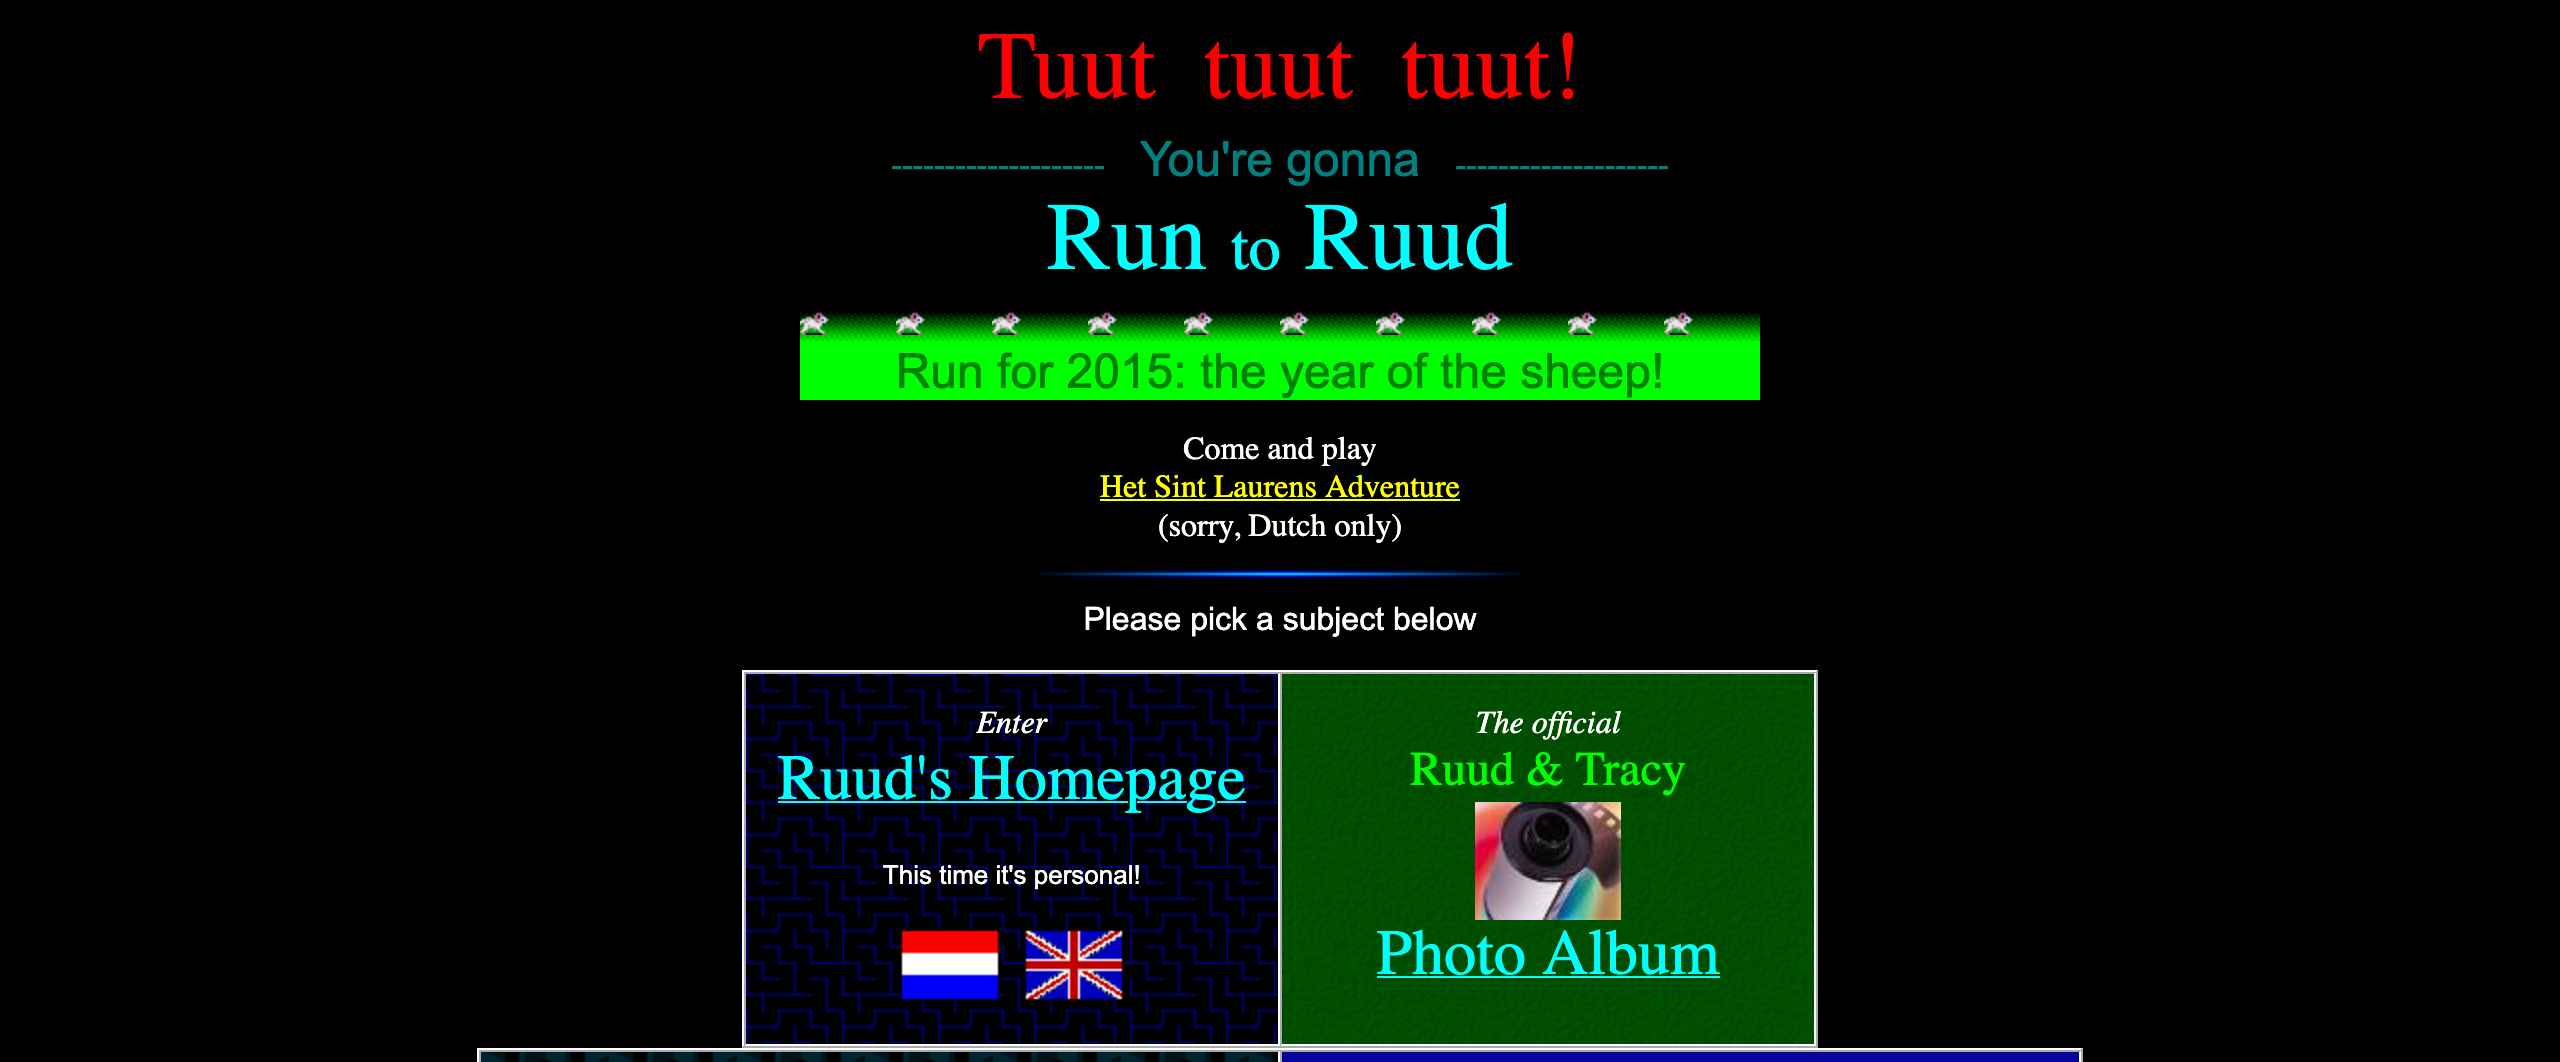 Tuut tuut tuut!
-------------------- You're gonna --------------------
Run to Ruud
Run for 2015: the year of the sheep!
Come and play
Het Sint Laurens Adventure
(sorry, Dutch only)
Please pick a subject below
Enter
Ruud's Homepage
This time it's personal!
The official
Ruud & Tracy
Photo Album